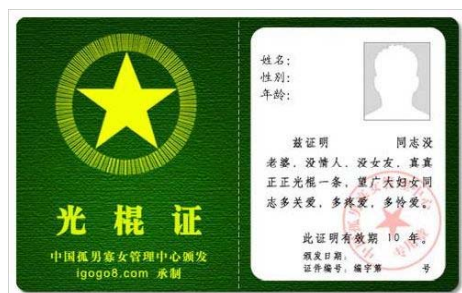 光棍证
中国孤男寡女管理中心颁发
igogo8.com 承制
姓名：
性别：
年龄：
兹证明 同志没
老婆、没情人、没女友，真真
正正光棍一条，望广大妇女同
志多关爱、多疼爱、多怜爱。
此证明有效期 10 年。
颁发日期：
证件编号：编字第 号